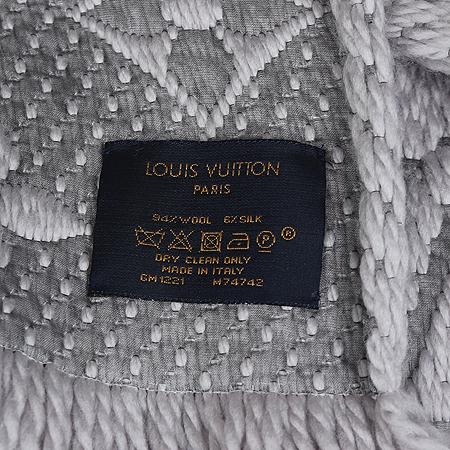 LOUIS VUITTON
PARIS
94%WOOL 6%SILK
P ®
DRY CLEAN ONLY
MADE IN ITALY
GM1221 M74742